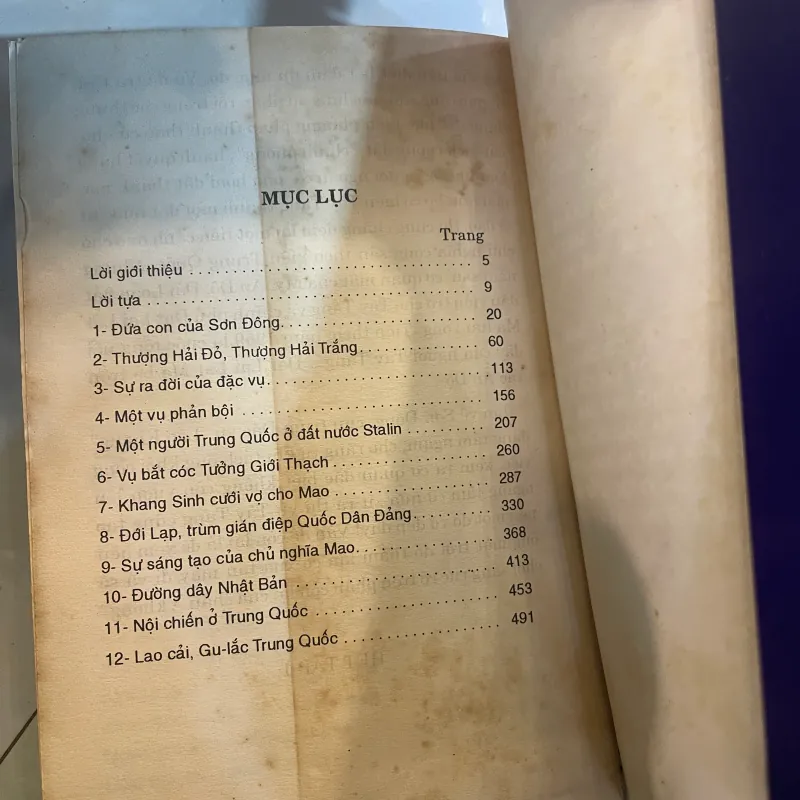 MỤC LỤC
Trang
Lời giới thiệu . . . . . . . . . . . . . . . . . . . . . . . . . . 5
Lời tựa . . . . . . . . . . . . . . . . . . . . . . . . . . . . . . 9
1- Đứa con của Sơn Đông. . . . . . . . . . . . . . . . . . 20
2- Thượng Hải Đỏ, Thượng Hải Trắng . . . . . . . . . . . 60
3- Sự ra đời của đặc vụ. . . . . . . . . . . . . . . . . . . . 113
4- Một vụ phản bội . . . . . . . . . . . . . . . . . . . . . . 156
5- Một người Trung Quốc ở đất nước Stalin . . . . . . . . 207
6- Vụ bắt cóc Tưởng Giới Thạch . . . . . . . . . . . . . . 260
7- Khang Sinh cưới vợ cho Mao . . . . . . . . . . . . . . 287
8- Đới Lạp, trùm gián điệp Quốc Dân Đảng. . . . . . . . 330
9- Sự sáng tạo của chủ nghĩa Mao. . . . . . . . . . . . . 368
10- Đường dây Nhật Bản . . . . . . . . . . . . . . . . . . 413
11- Nội chiến ở Trung Quốc . . . . . . . . . . . . . . . . 453
12- Lao cải, Gu-lắc Trung Quốc . . . . . . . . . . . . . . 491